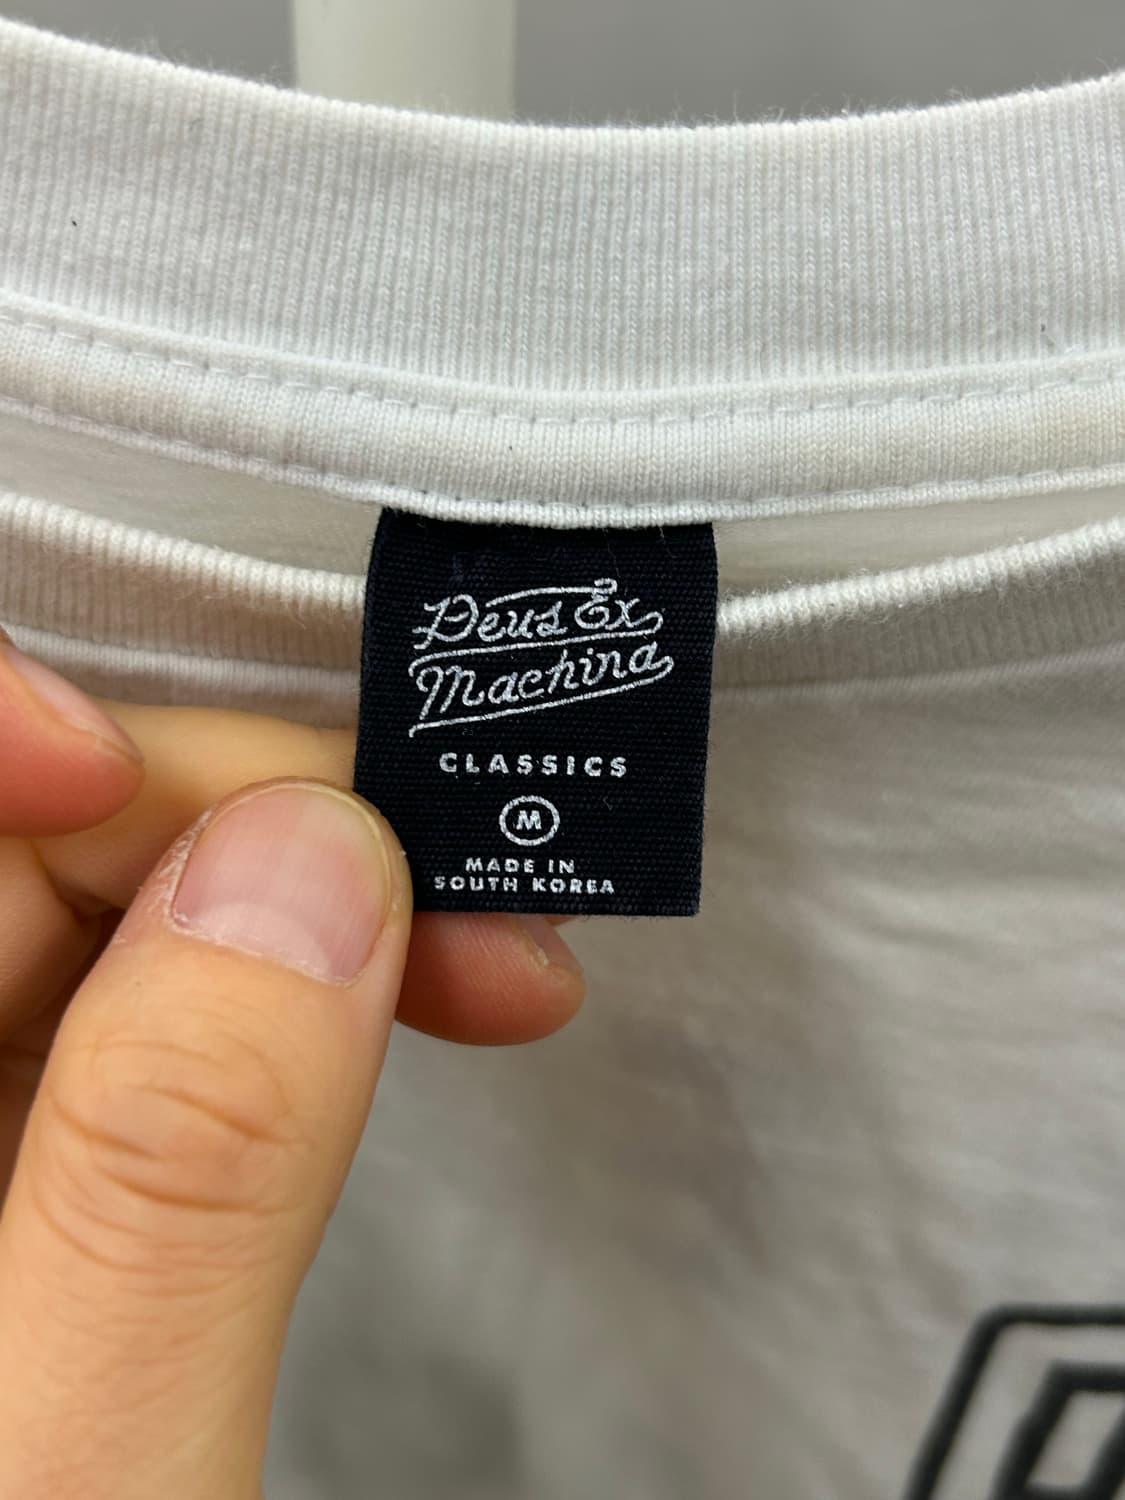 Deus Ex
Machina
CLASSICS
M
MADE IN
SOUTH KOREA